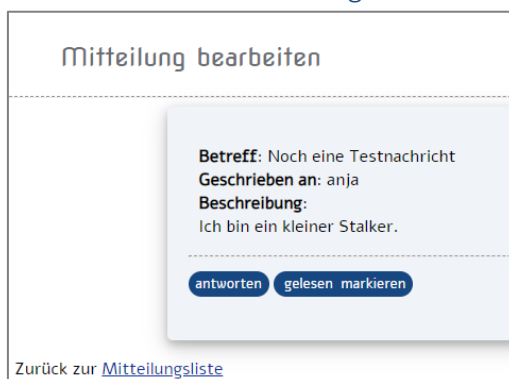 Mitteilung bearbeiten
Betreff: Noch eine Testnachricht
Geschrieben an: anja
Beschreibung:
Ich bin ein kleiner Stalker.
antworten gelesen markieren
Zurück zur Mitteilungsliste